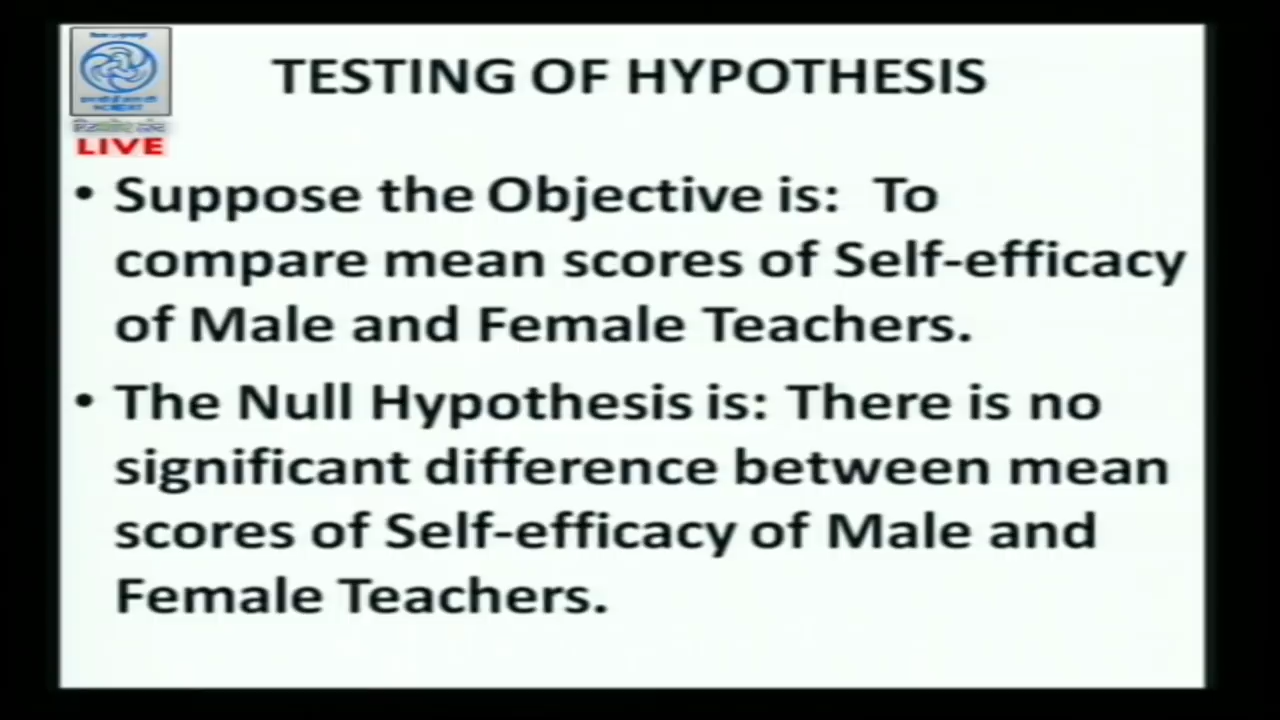 TESTING OF HYPOTHESIS
LIVE
• Suppose the Objective is: To
compare mean scores of Self-efficacy
of Male and Female Teachers.
• The Null Hypothesis is: There is no
significant difference between mean
scores of Self-efficacy of Male and
Female Teachers.